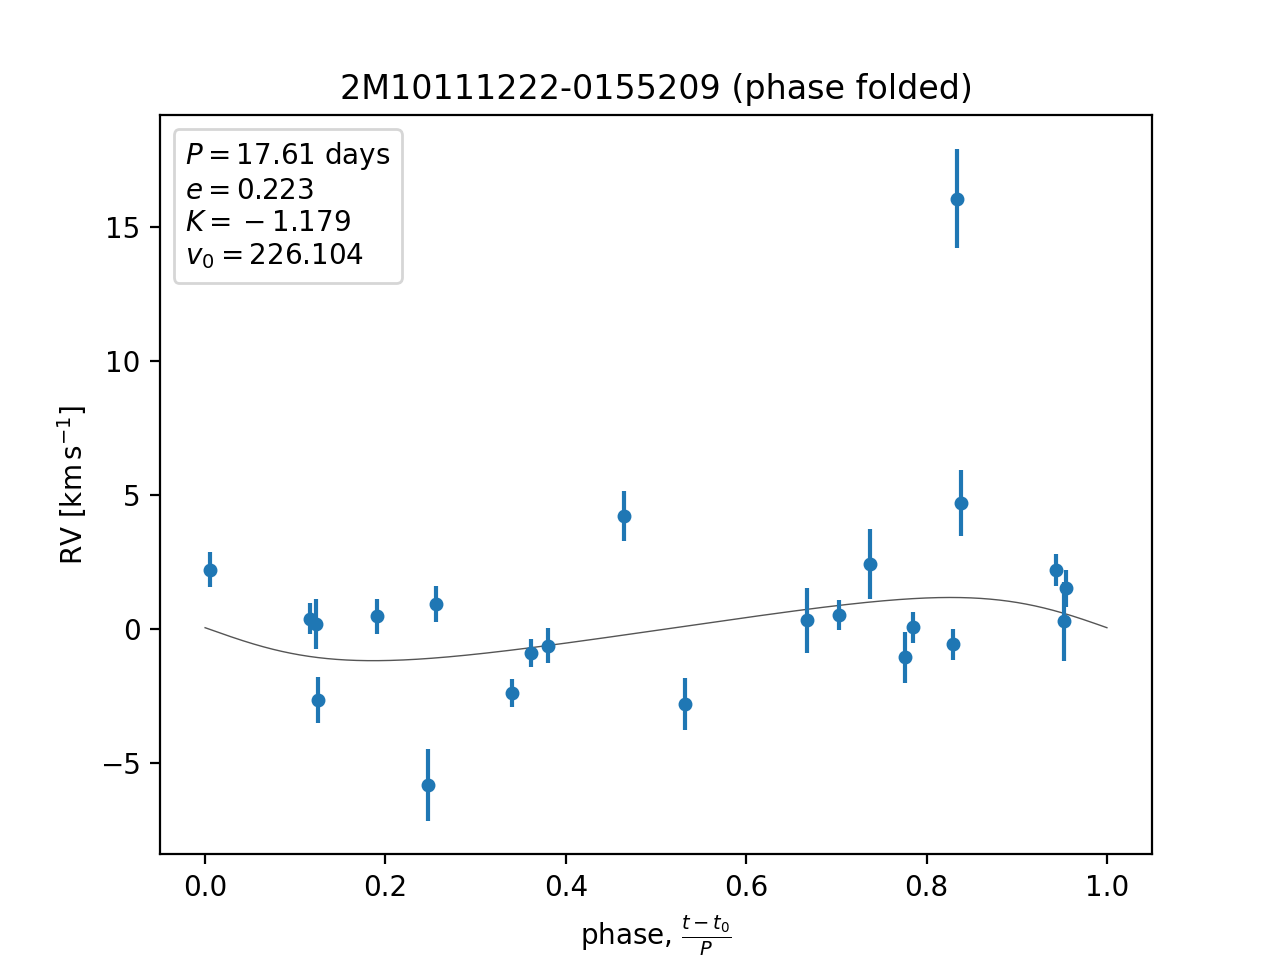 2M10111222-0155209 (phase folded)
P = 17.61 days
e = 0.223
K = −1.179
v₀ = 226.104
15
10
5
0
−5
RV [km s⁻¹]
0.0 0.2 0.4 0.6 0.8 1.0
phase, (t − t₀)/P